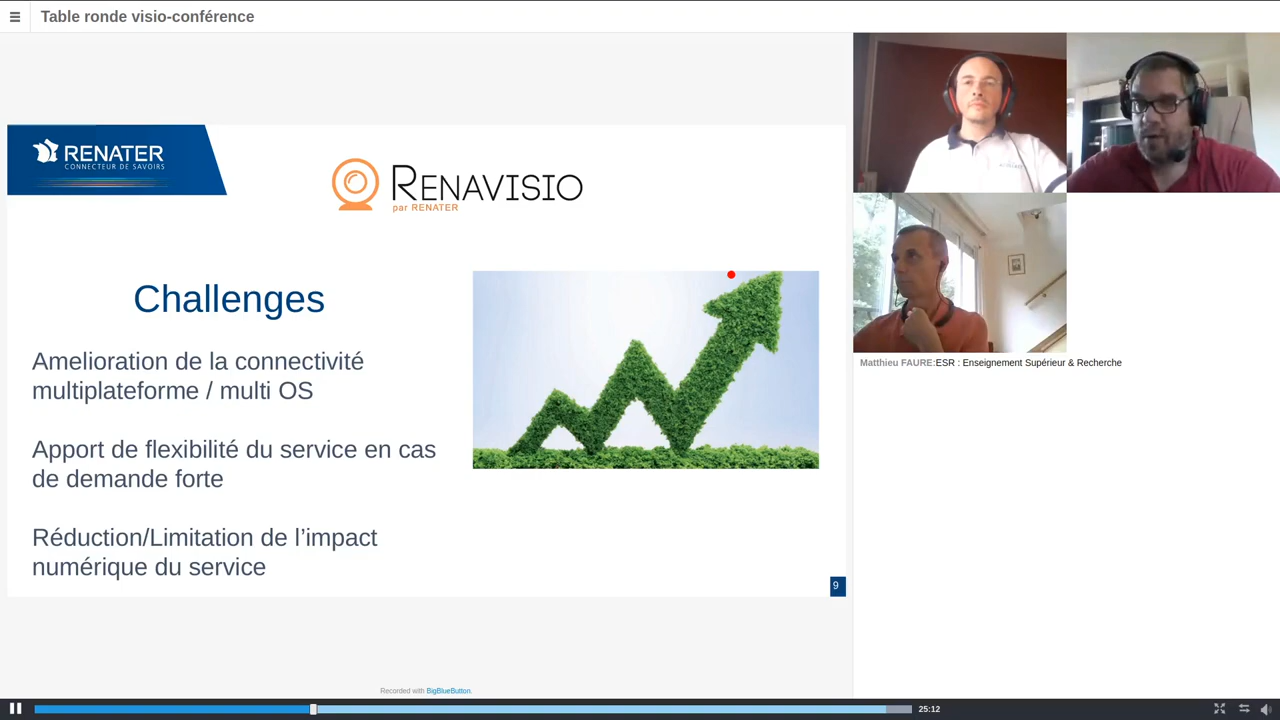 Table ronde visio-conférence
RENATER
CONNECTEUR DE SAVOIRS
RENAVISIO
par RENATER
Challenges
Amelioration de la connectivité
multiplateforme / multi OS
Apport de flexibilité du service en cas
de demande forte
Réduction/Limitation de l’impact
numérique du service
9
Matthieu FAURE:ESR : Enseignement Supérieur & Recherche
Recorded with BigBlueButton.
25:12